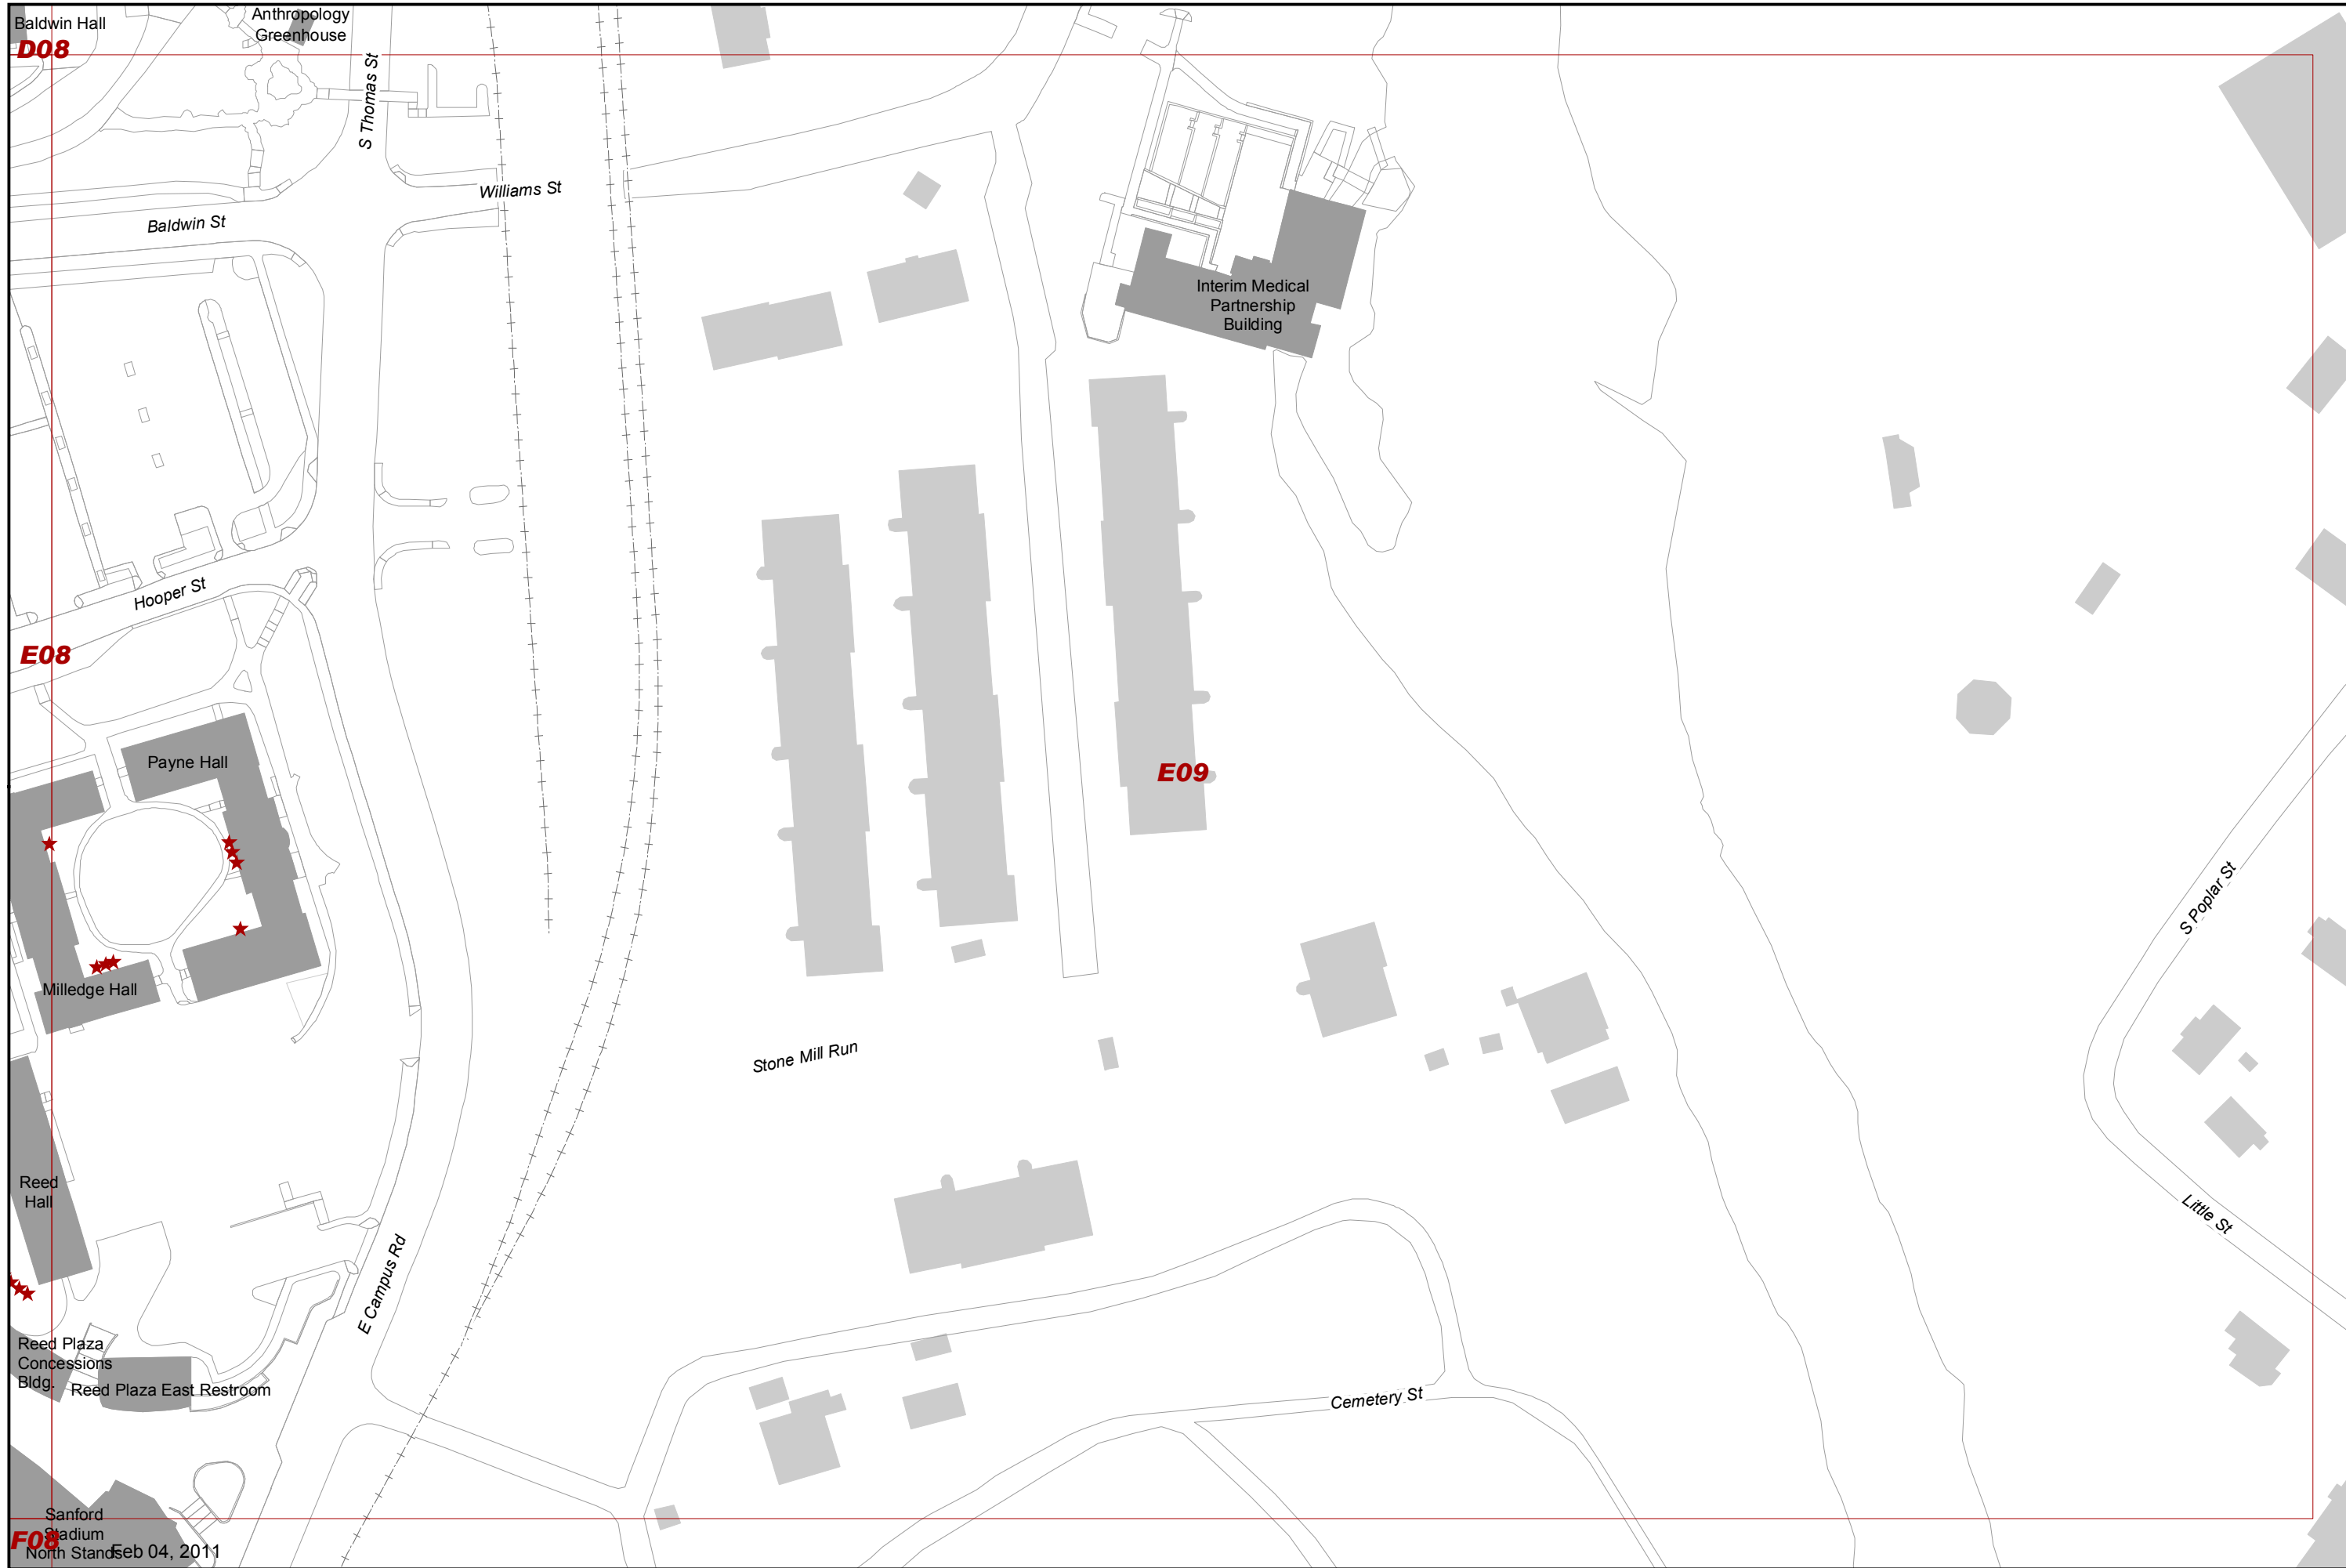 Baldwin Hall
Anthropology
Greenhouse
D08
S Thomas St
Williams St
Baldwin St
Interim Medical
Partnership
Building
Hooper St
E08
Payne Hall
E09
S Poplar St
Milledge Hall
Stone Mill Run
Reed
Hall
Little St
E Campus Rd
Reed Plaza
Concessions
Bldg.
Reed Plaza East Restroom
Cemetery St
Sanford
Stadium
North Stands
F08
Feb 04, 2011